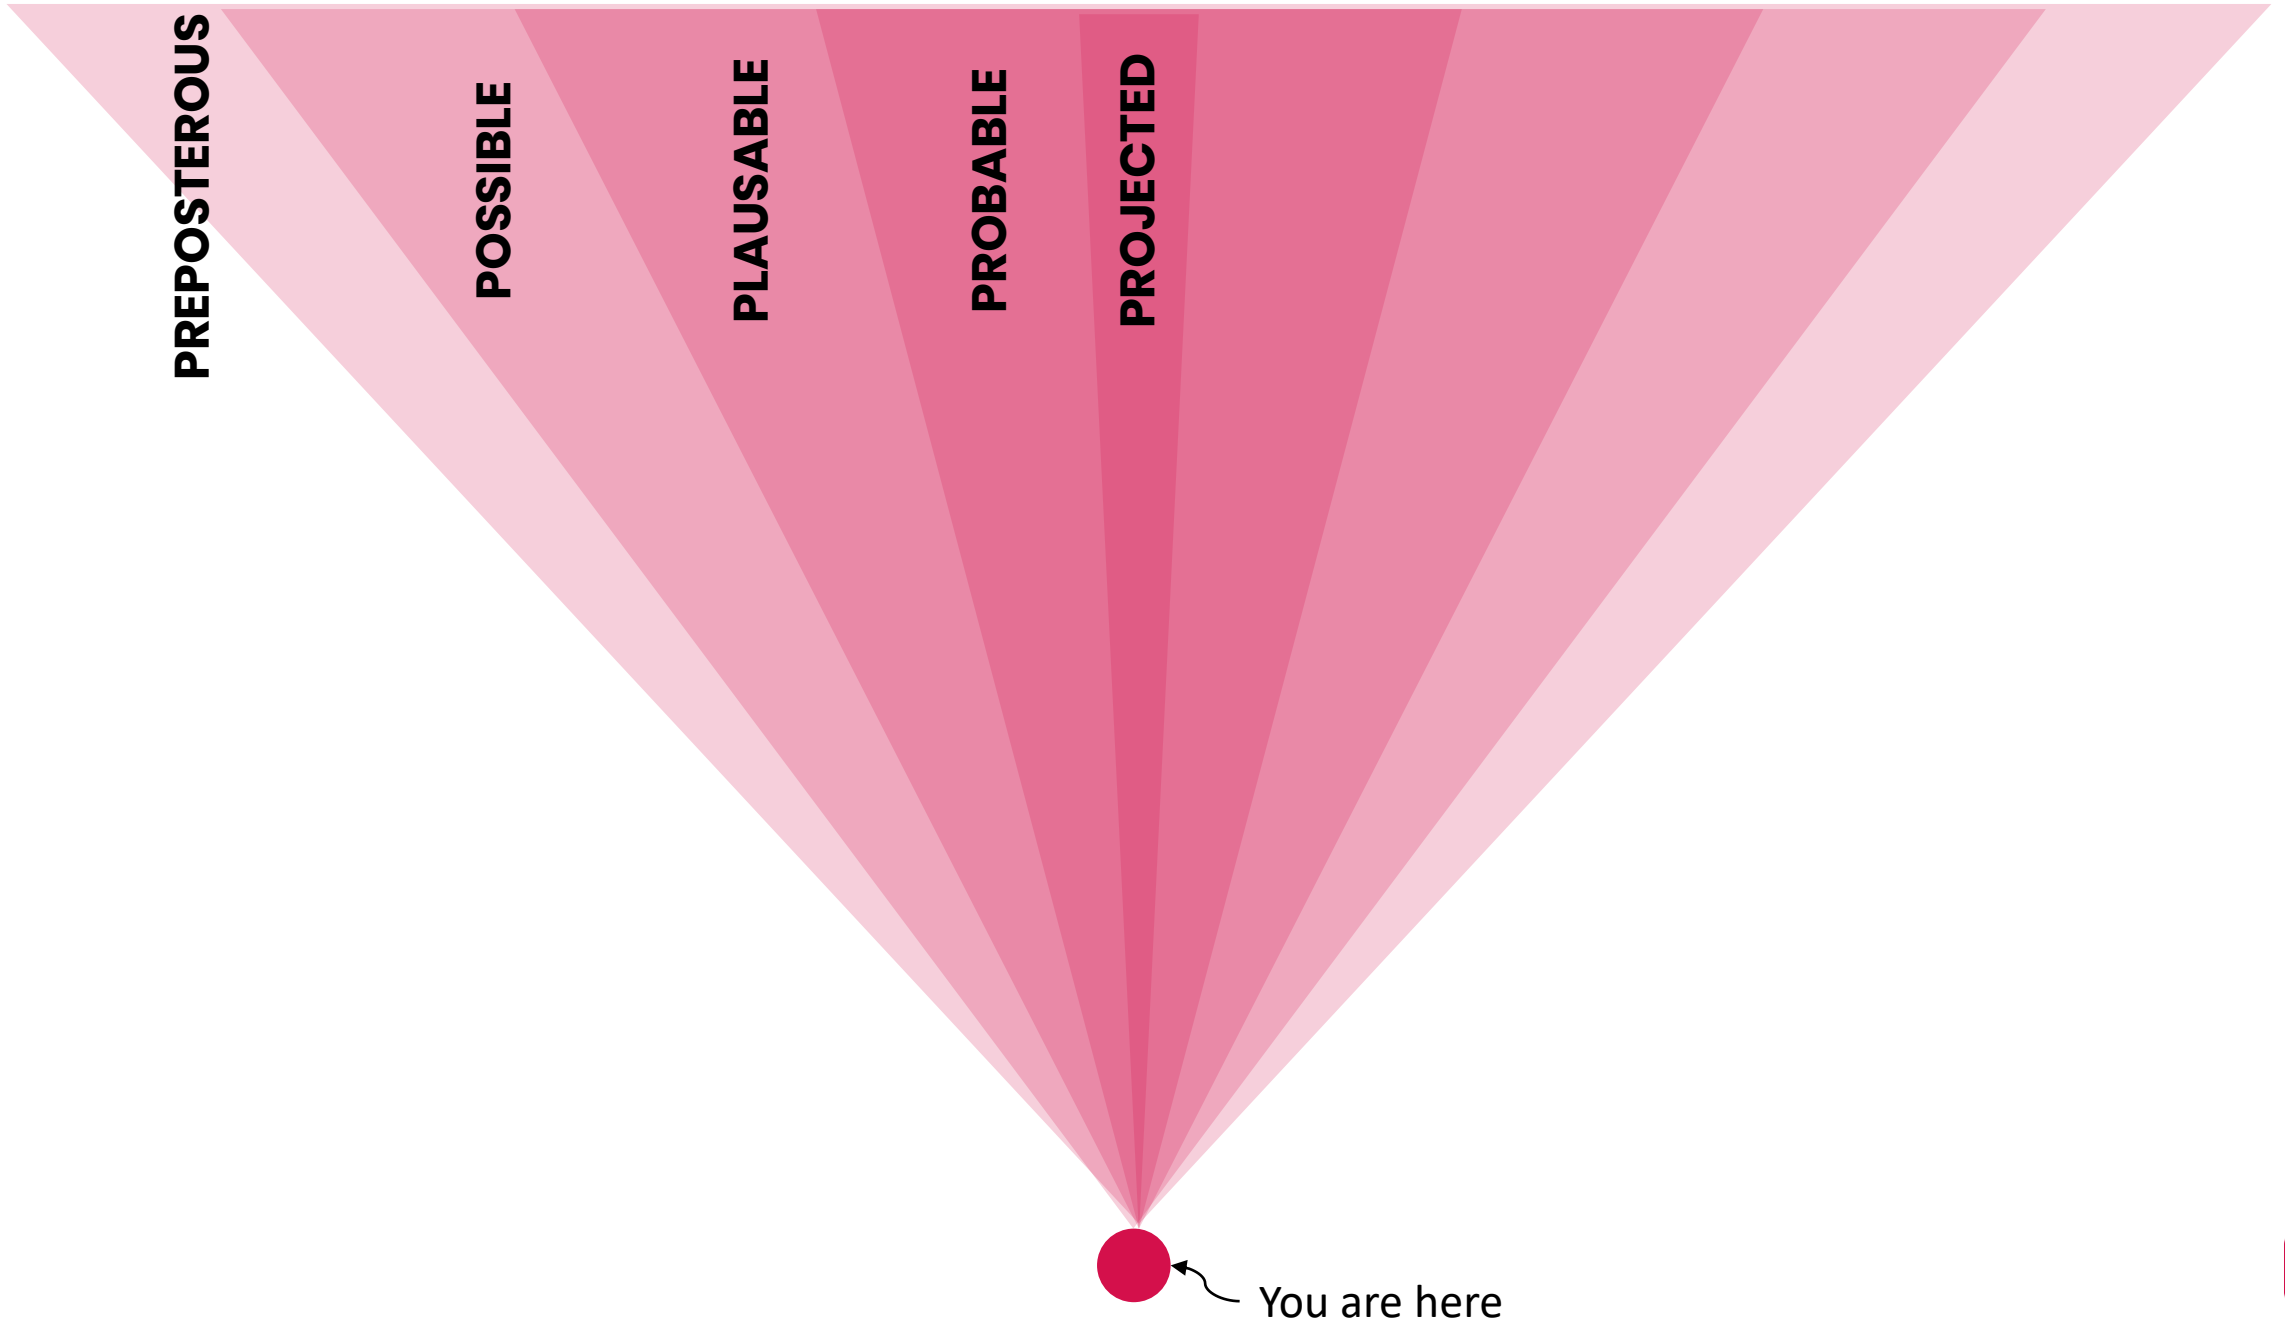 PREPOSTEROUS
POSSIBLE
PLAUSABLE
PROBABLE
PROJECTED
You are here